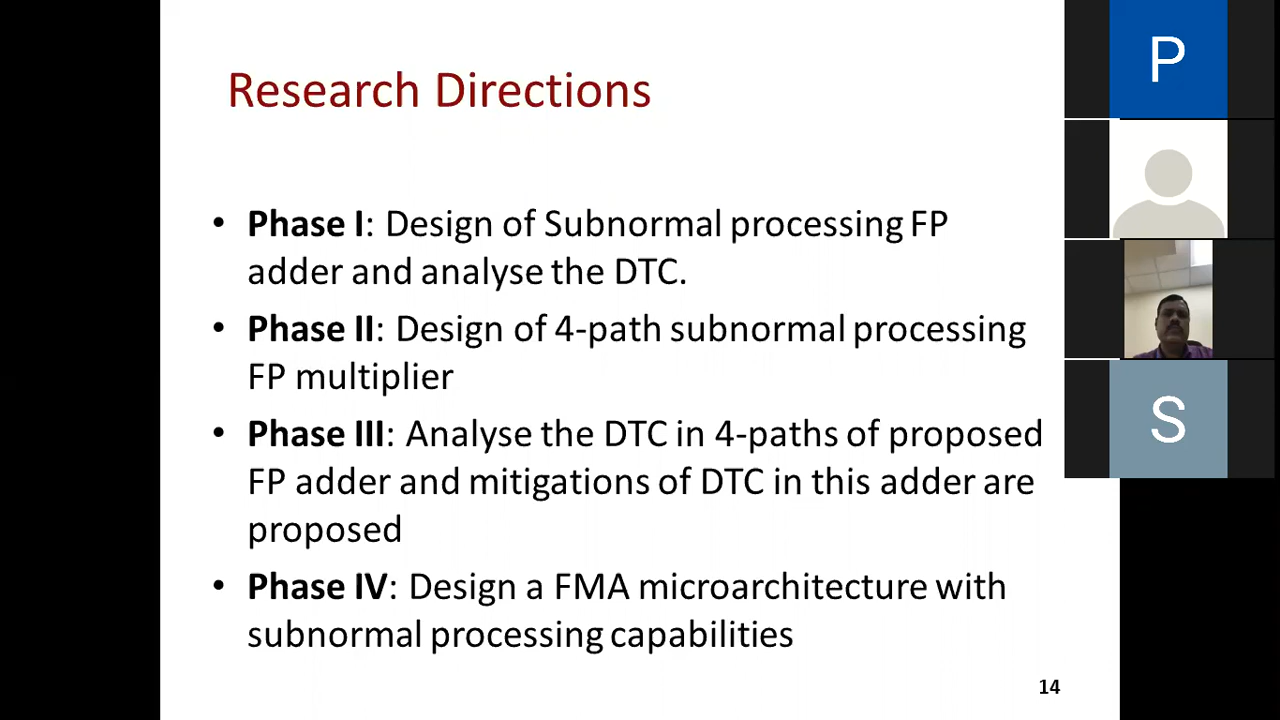 Research Directions
• Phase I: Design of Subnormal processing FP
adder and analyse the DTC.
• Phase II: Design of 4-path subnormal processing
FP multiplier
• Phase III: Analyse the DTC in 4-paths of proposed
FP adder and mitigations of DTC in this adder are
proposed
• Phase IV: Design a FMA microarchitecture with
subnormal processing capabilities
14
P
S